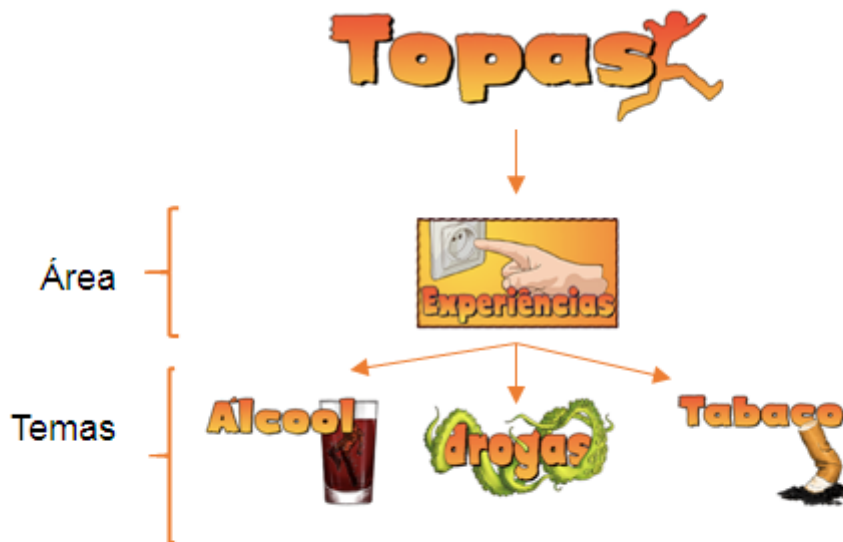 Topas
Área
Experiências
Temas
Álcool
drogas
Tabaco